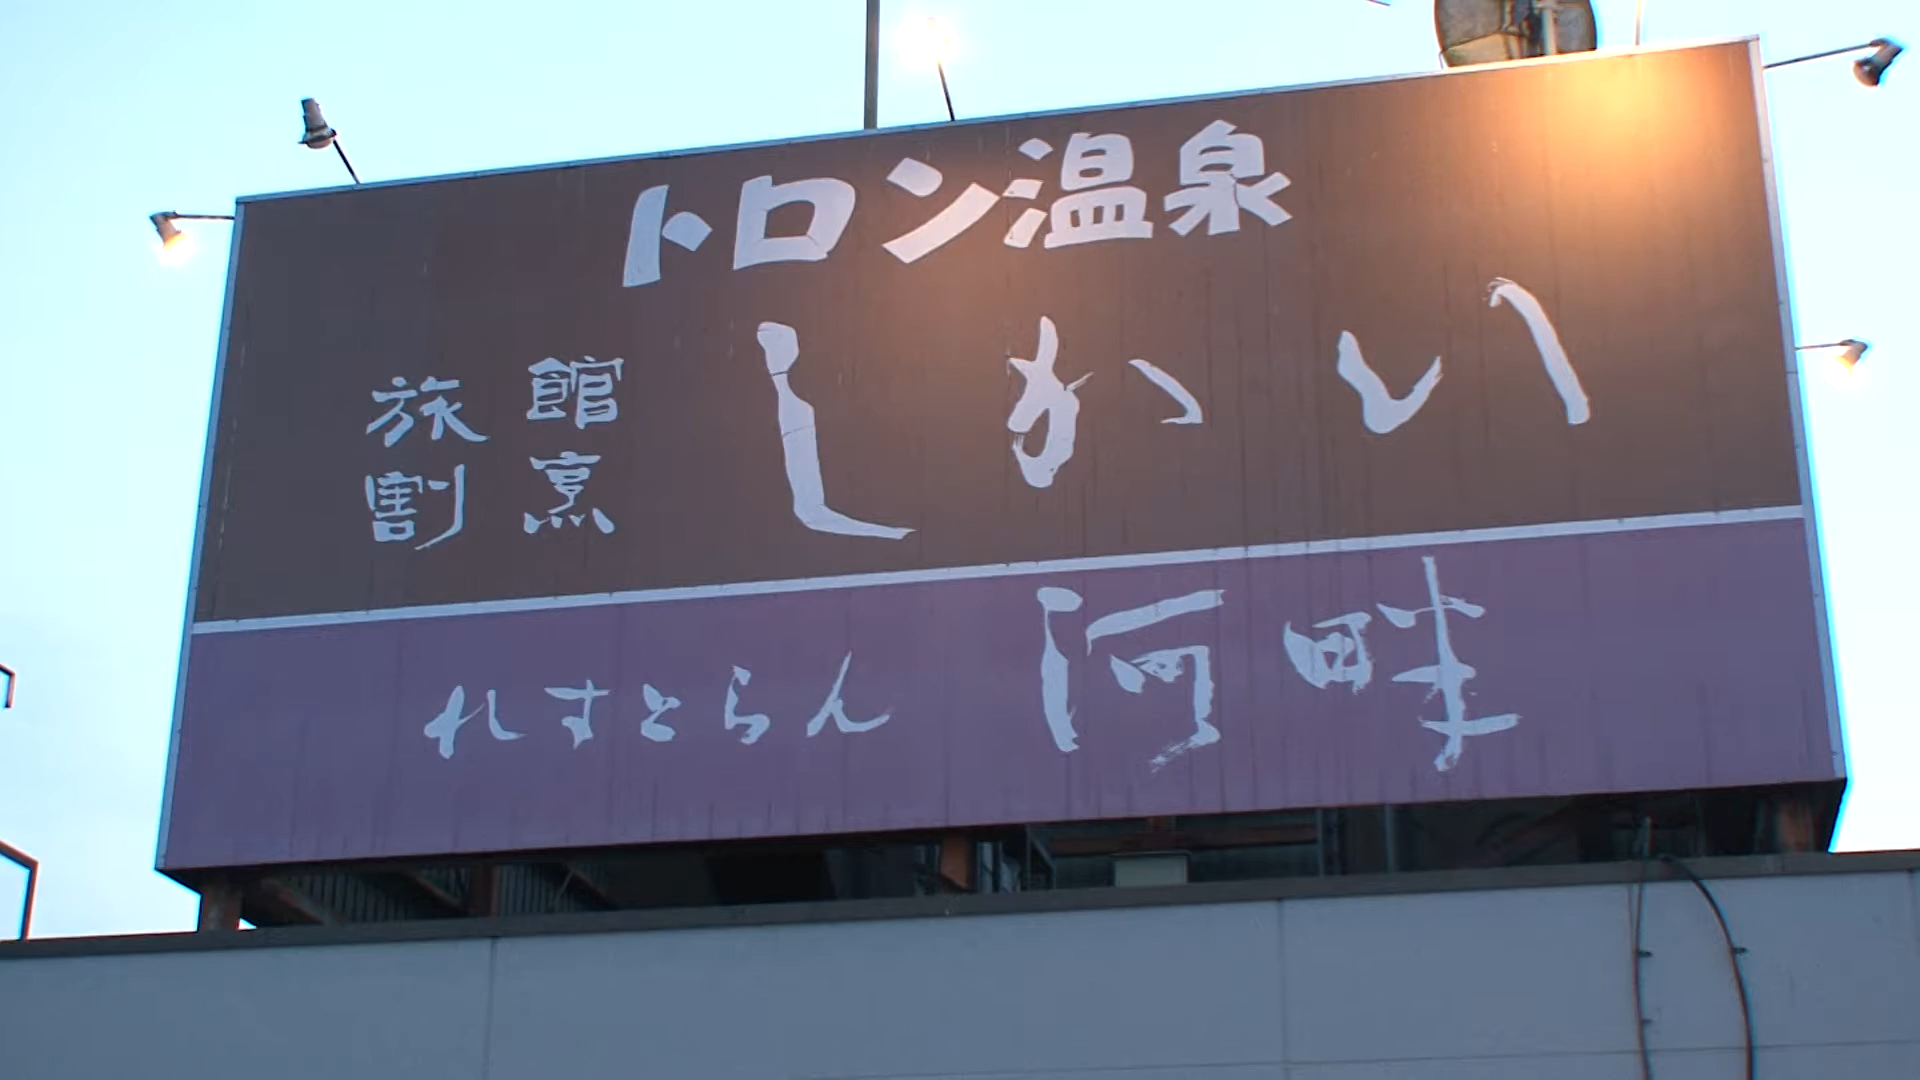 トロン温泉
旅館
割烹
しかい
れすとらん 河畔